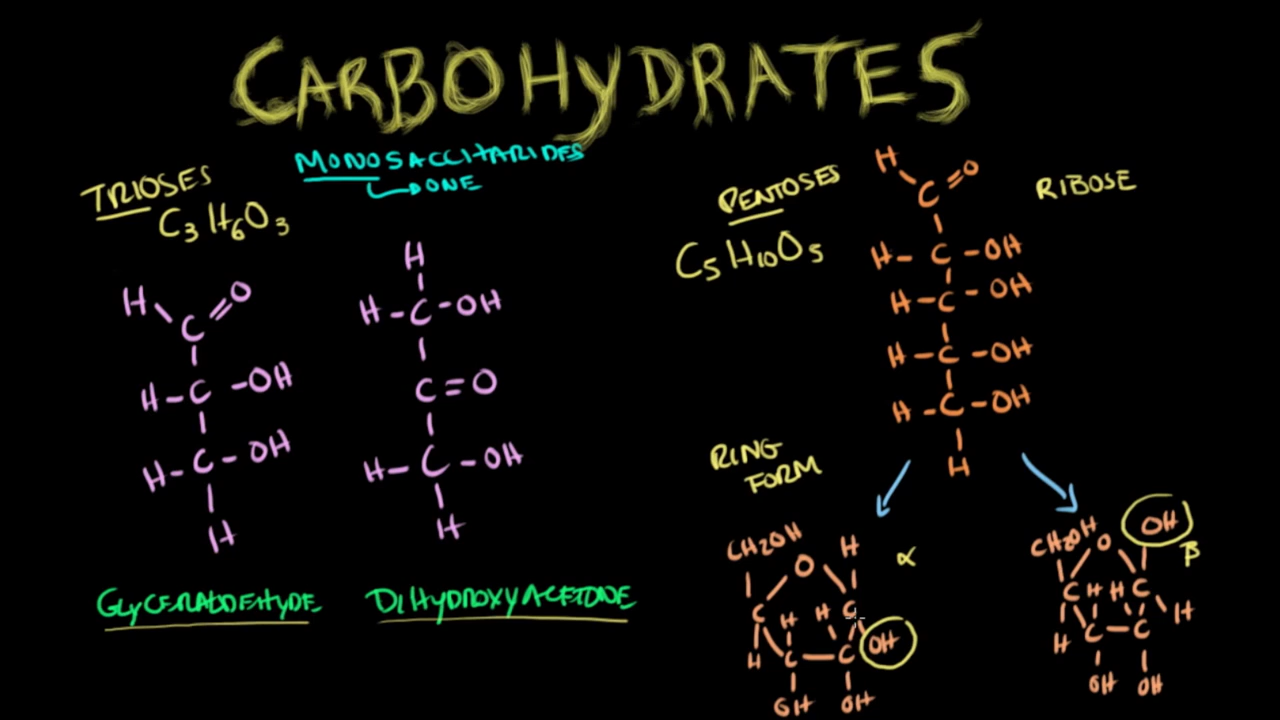 CARBOHYDRATES
MONOSACCHARIDES
DONE
TRIOSES
C3H6O3
H O
C
H-C-OH
H-C-OH
H
GLYCERALDEHYDE
H
H-C-OH
C=O
H-C-OH
H
DIHYDROXYACETONE
PENTOSES
C5H10O5
RIBOSE
H O
C
H-C-OH
H-C-OH
H-C-OH
H-C-OH
H
RING
FORM
CH2OH O H
α
C H H C
H C-C OH
OH OH
CH2OH O OH
β
C H H C
H C-C H
OH OH